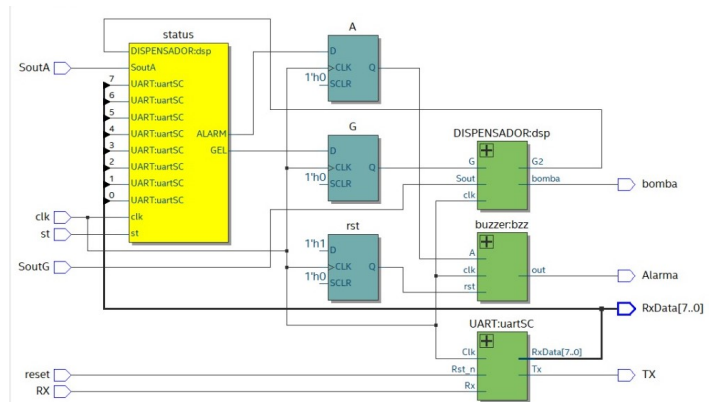 status
DISPENSADOR:dsp
SoutA
SoutA
7 UART:uartSC
6 UART:uartSC
5 UART:uartSC
4 UART:uartSC ALARM
3 UART:uartSC GEL
2 UART:uartSC
1 UART:uartSC
0 UART:uartSC
clk
clk
st
st
SoutG
reset
RX
A
D
CLK Q
1'h0 SCLR
G
D
CLK Q
1'h0 SCLR
rst
1'h1 D
CLK Q
1'h0 SCLR
DISPENSADOR:dsp
G G2
Sout bomba
clk
bomba
buzzer:bzz
A
clk out
rst
Alarma
RxData[7..0]
UART:uartSC
Clk RxData[7..0]
Rst_n Tx
Rx
TX